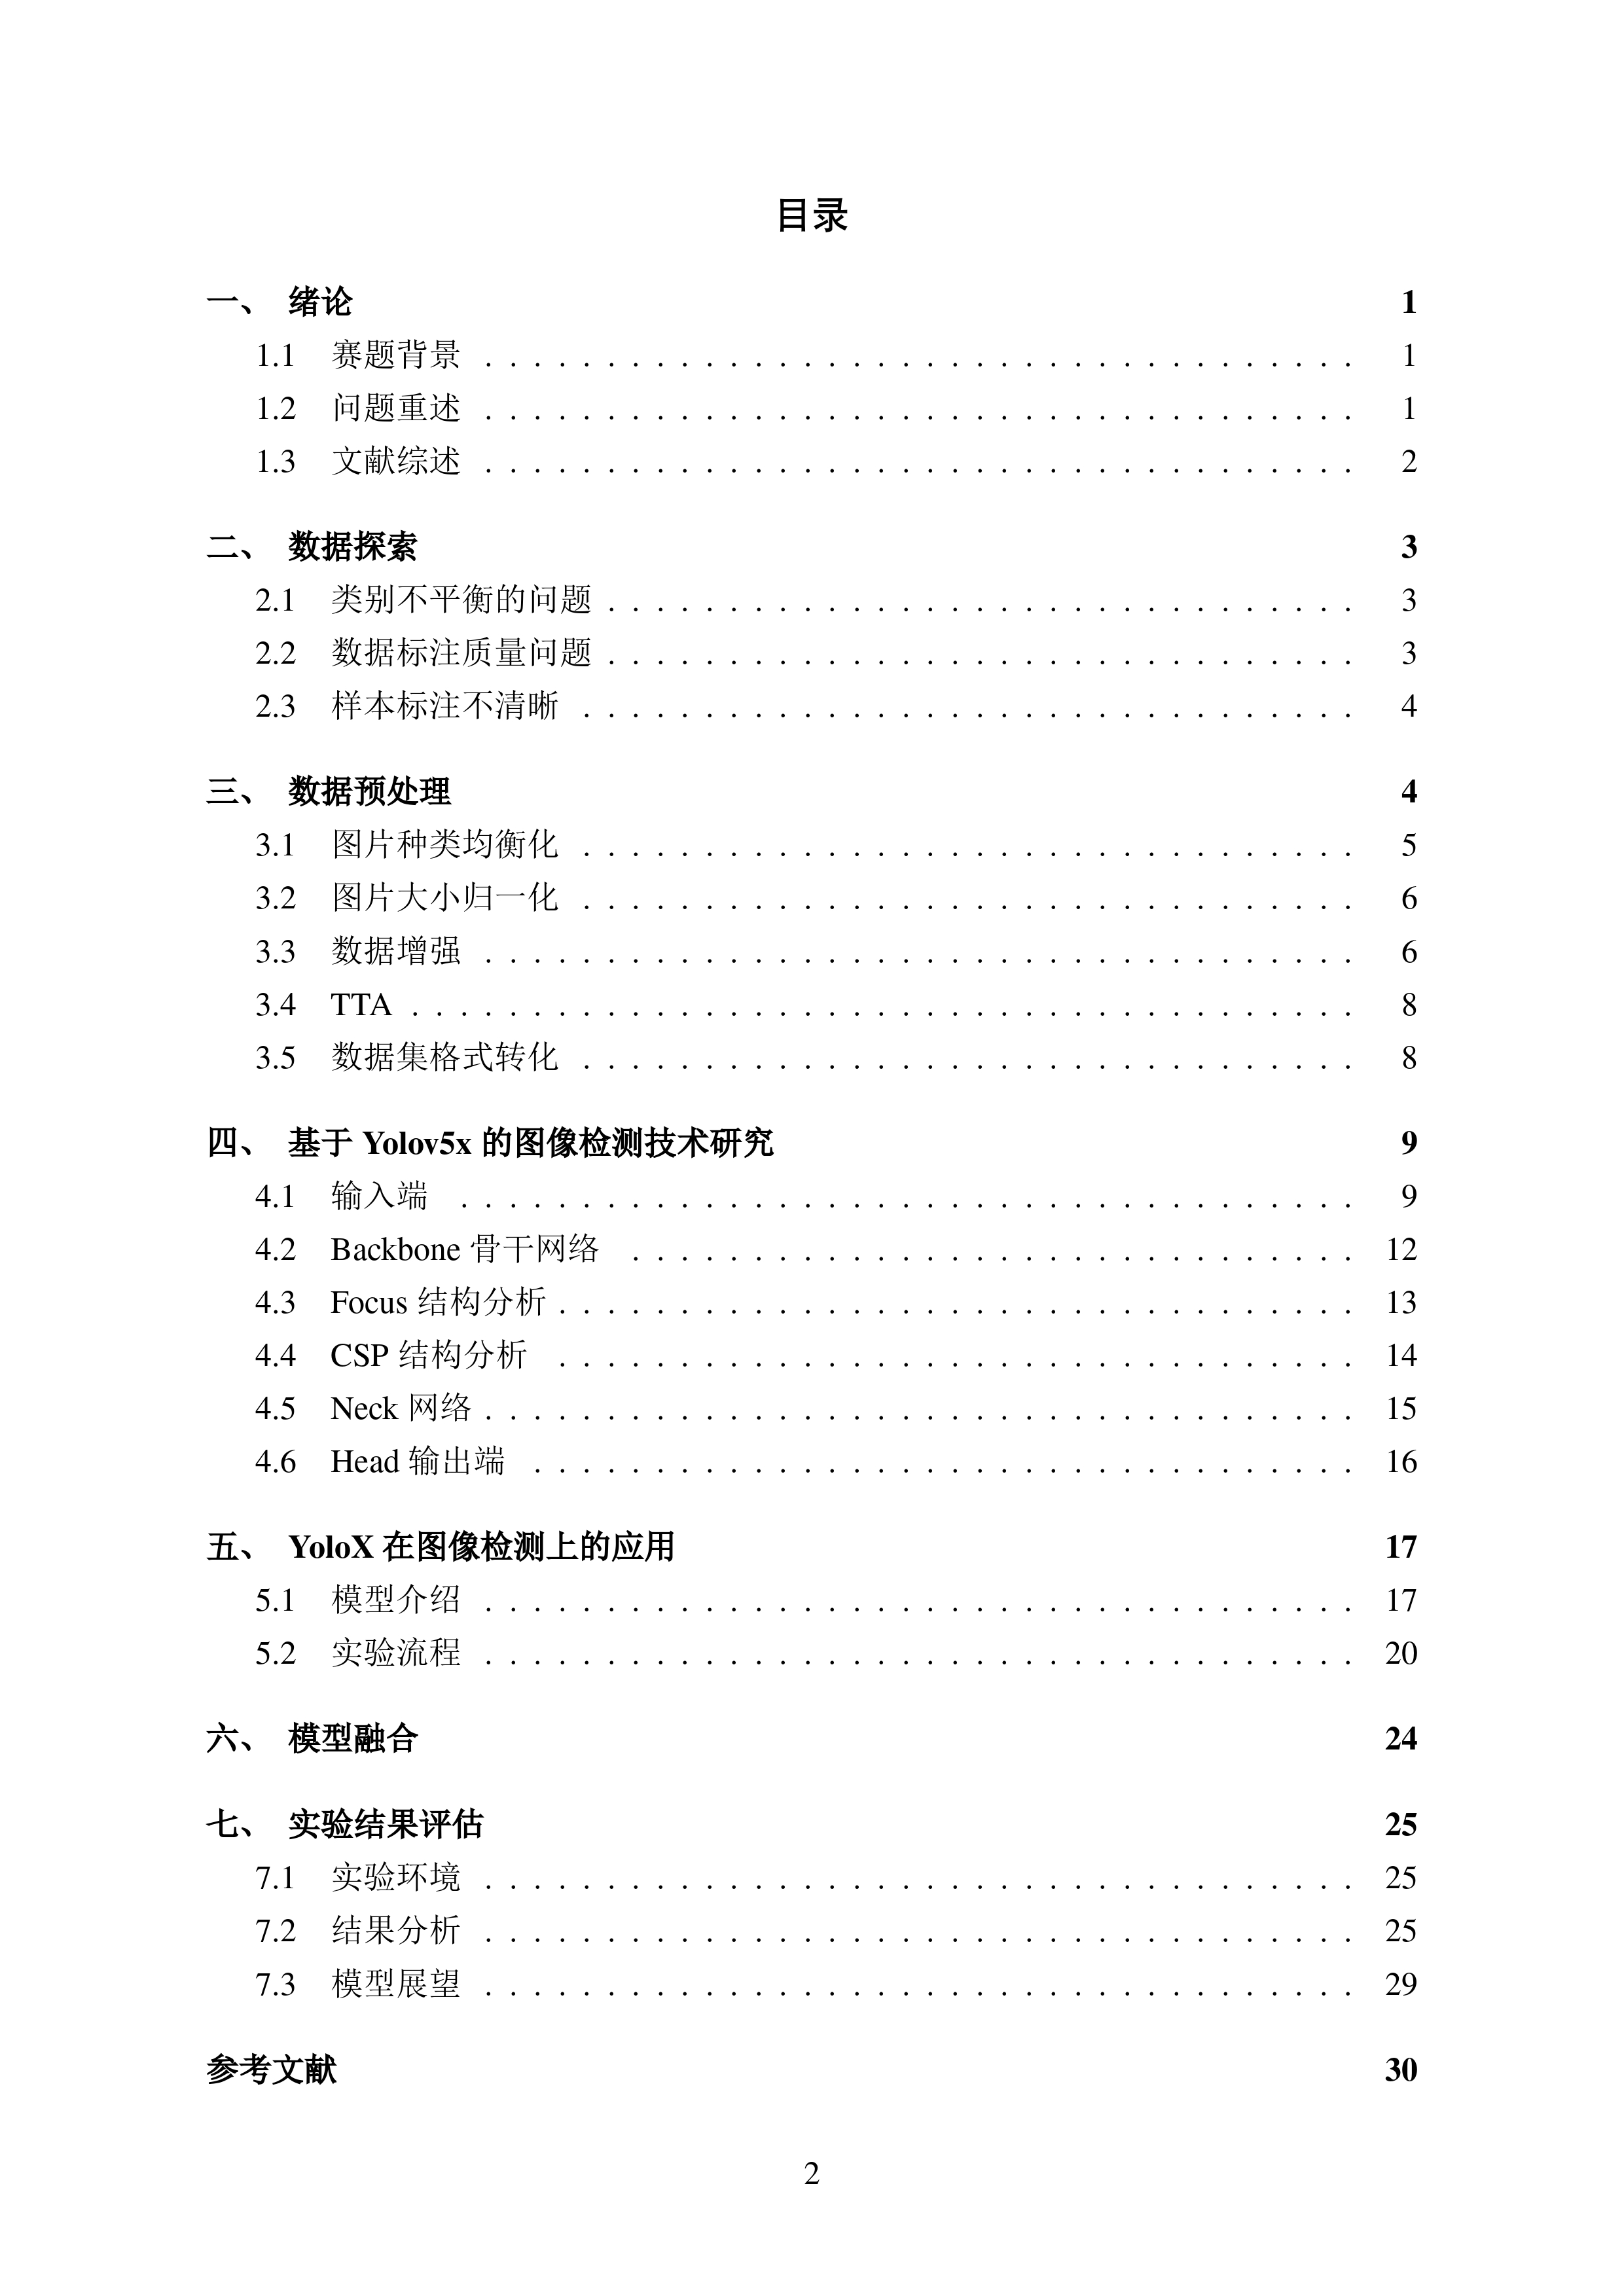 目录
一、 绪论 1
1.1 赛题背景 . . . . . . . . . . . . . . . . . . . . . . . . . . . . . . . . . . . . 1
1.2 问题重述 . . . . . . . . . . . . . . . . . . . . . . . . . . . . . . . . . . . . 1
1.3 文献综述 . . . . . . . . . . . . . . . . . . . . . . . . . . . . . . . . . . . . 2
二、 数据探索 3
2.1 类别不平衡的问题 . . . . . . . . . . . . . . . . . . . . . . . . . . . . . . . 3
2.2 数据标注质量问题 . . . . . . . . . . . . . . . . . . . . . . . . . . . . . . . 3
2.3 样本标注不清晰 . . . . . . . . . . . . . . . . . . . . . . . . . . . . . . . . 4
三、 数据预处理 4
3.1 图片种类均衡化 . . . . . . . . . . . . . . . . . . . . . . . . . . . . . . . . 5
3.2 图片大小归一化 . . . . . . . . . . . . . . . . . . . . . . . . . . . . . . . . 6
3.3 数据增强 . . . . . . . . . . . . . . . . . . . . . . . . . . . . . . . . . . . . 6
3.4 TTA . . . . . . . . . . . . . . . . . . . . . . . . . . . . . . . . . . . . . . . 8
3.5 数据集格式转化 . . . . . . . . . . . . . . . . . . . . . . . . . . . . . . . . 8
四、 基于 Yolov5x 的图像检测技术研究 9
4.1 输入端 . . . . . . . . . . . . . . . . . . . . . . . . . . . . . . . . . . . . . 9
4.2 Backbone 骨干网络 . . . . . . . . . . . . . . . . . . . . . . . . . . . . . . 12
4.3 Focus 结构分析 . . . . . . . . . . . . . . . . . . . . . . . . . . . . . . . . . 13
4.4 CSP 结构分析 . . . . . . . . . . . . . . . . . . . . . . . . . . . . . . . . . 14
4.5 Neck 网络 . . . . . . . . . . . . . . . . . . . . . . . . . . . . . . . . . . . . 15
4.6 Head 输出端 . . . . . . . . . . . . . . . . . . . . . . . . . . . . . . . . . . 16
五、 YoloX 在图像检测上的应用 17
5.1 模型介绍 . . . . . . . . . . . . . . . . . . . . . . . . . . . . . . . . . . . . 17
5.2 实验流程 . . . . . . . . . . . . . . . . . . . . . . . . . . . . . . . . . . . . 20
六、 模型融合 24
七、 实验结果评估 25
7.1 实验环境 . . . . . . . . . . . . . . . . . . . . . . . . . . . . . . . . . . . . 25
7.2 结果分析 . . . . . . . . . . . . . . . . . . . . . . . . . . . . . . . . . . . . 25
7.3 模型展望 . . . . . . . . . . . . . . . . . . . . . . . . . . . . . . . . . . . . 29
参考文献 30
2